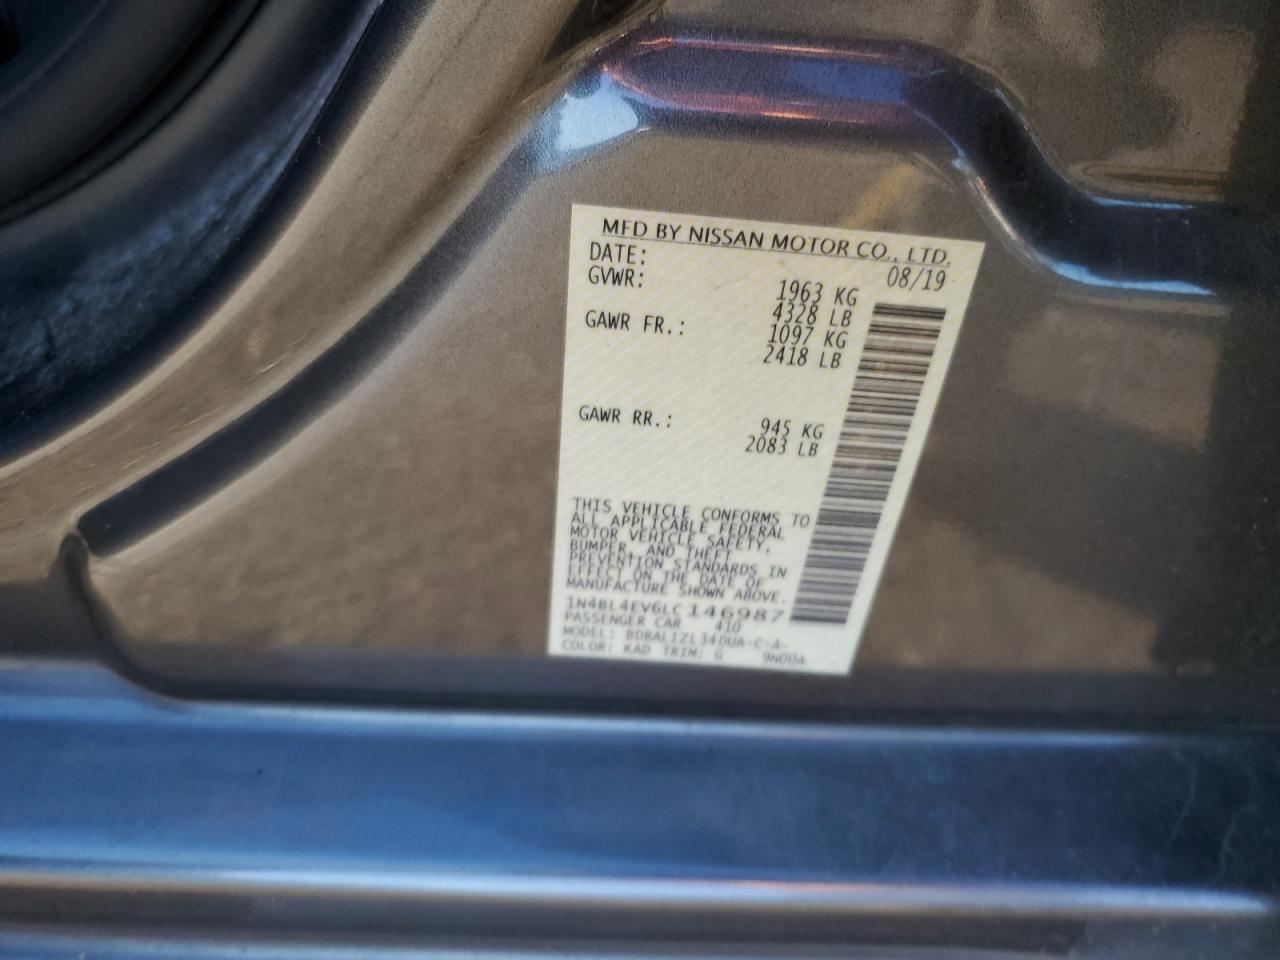 MFD BY NISSAN MOTOR CO., LTD.
DATE: 08/19
GVWR: 1963 KG
4328 LB
GAWR FR.: 1097 KG
2418 LB
GAWR RR.: 945 KG
2083 LB
THIS VEHICLE CONFORMS TO
ALL APPLICABLE FEDERAL
MOTOR VEHICLE SAFETY,
BUMPER, AND THEFT
PREVENTION STANDARDS IN
EFFECT ON THE DATE OF
MANUFACTURE SHOWN ABOVE.
1N4BL4EV6LC146987
PASSENGER CAR 410
MODEL: BDBALIZL34DUA-C-A-
COLOR: KAD TRIM: G 9N00A